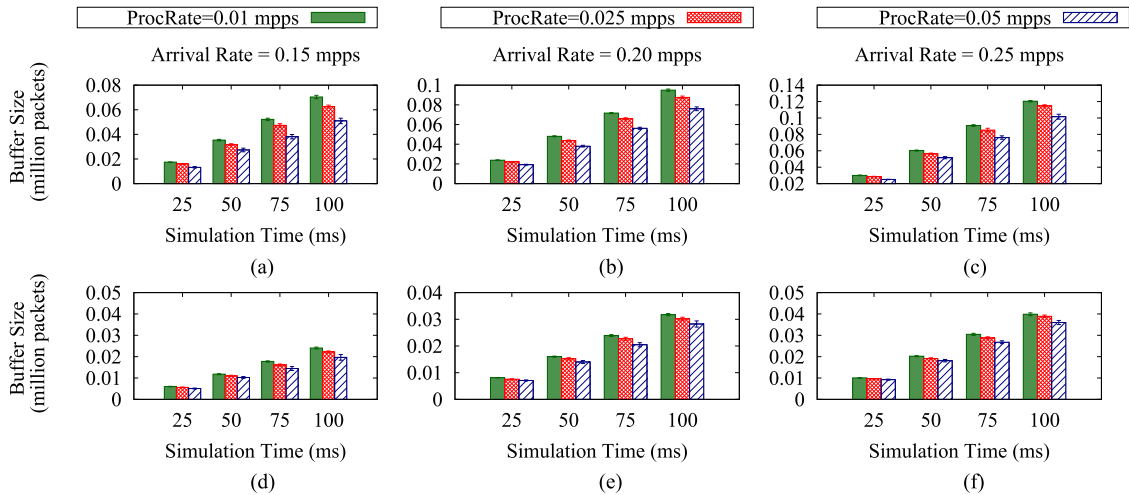 ProcRate=0.01 mpps
ProcRate=0.025 mpps
ProcRate=0.05 mpps
Arrival Rate = 0.15 mpps
Arrival Rate = 0.20 mpps
Arrival Rate = 0.25 mpps
Buffer Size
(million packets)
0.08
0.06
0.04
0.02
0
25 50 75 100
Simulation Time (ms)
(a)
0.1
0.08
0.06
0.04
0.02
0
25 50 75 100
Simulation Time (ms)
(b)
0.14
0.12
0.10
0.08
0.06
0.04
0.02
25 50 75 100
Simulation Time (ms)
(c)
Buffer Size
(million packets)
0.05
0.04
0.03
0.02
0.01
0
25 50 75 100
Simulation Time (ms)
(d)
0.04
0.03
0.02
0.01
0
25 50 75 100
Simulation Time (ms)
(e)
0.05
0.04
0.03
0.02
0.01
0
25 50 75 100
Simulation Time (ms)
(f)